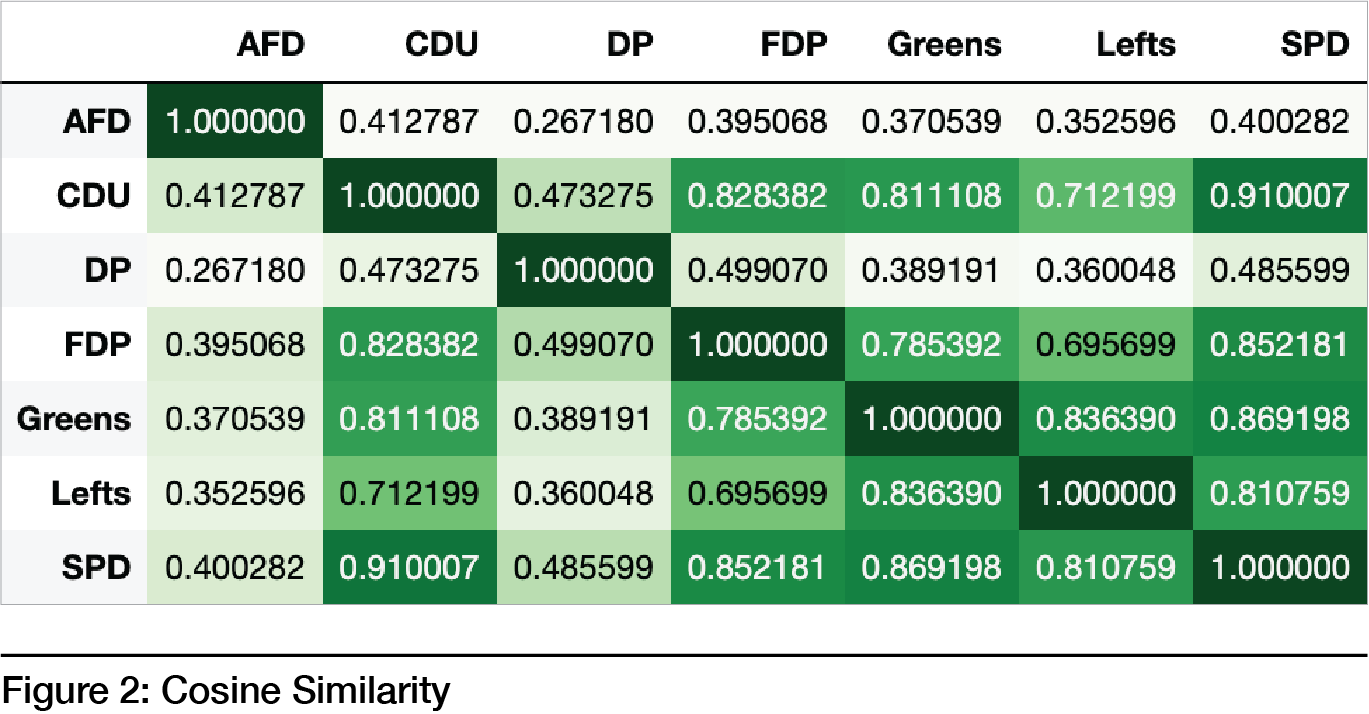 AFD CDU DP FDP Greens Lefts SPD
AFD 1.000000 0.412787 0.267180 0.395068 0.370539 0.352596 0.400282
CDU 0.412787 1.000000 0.473275 0.828382 0.811108 0.712199 0.910007
DP 0.267180 0.473275 1.000000 0.499070 0.389191 0.360048 0.485599
FDP 0.395068 0.828382 0.499070 1.000000 0.785392 0.695699 0.852181
Greens 0.370539 0.811108 0.389191 0.785392 1.000000 0.836390 0.869198
Lefts 0.352596 0.712199 0.360048 0.695699 0.836390 1.000000 0.810759
SPD 0.400282 0.910007 0.485599 0.852181 0.869198 0.810759 1.000000
Figure 2: Cosine Similarity